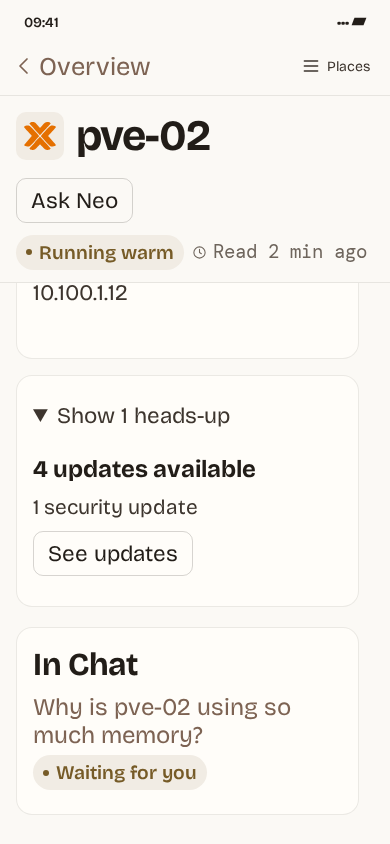 09:41
Overview
Places
pve-02
Ask Neo
Running warm
Read 2 min ago
10.100.1.12
Show 1 heads-up
4 updates available
1 security update
See updates
In Chat
Why is pve-02 using so
much memory?
Waiting for you